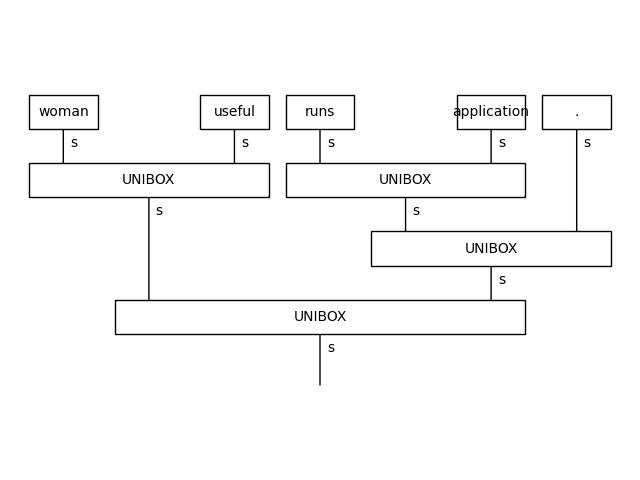 woman useful runs application .
s s s s s
UNIBOX UNIBOX
s s
UNIBOX
s
UNIBOX
s